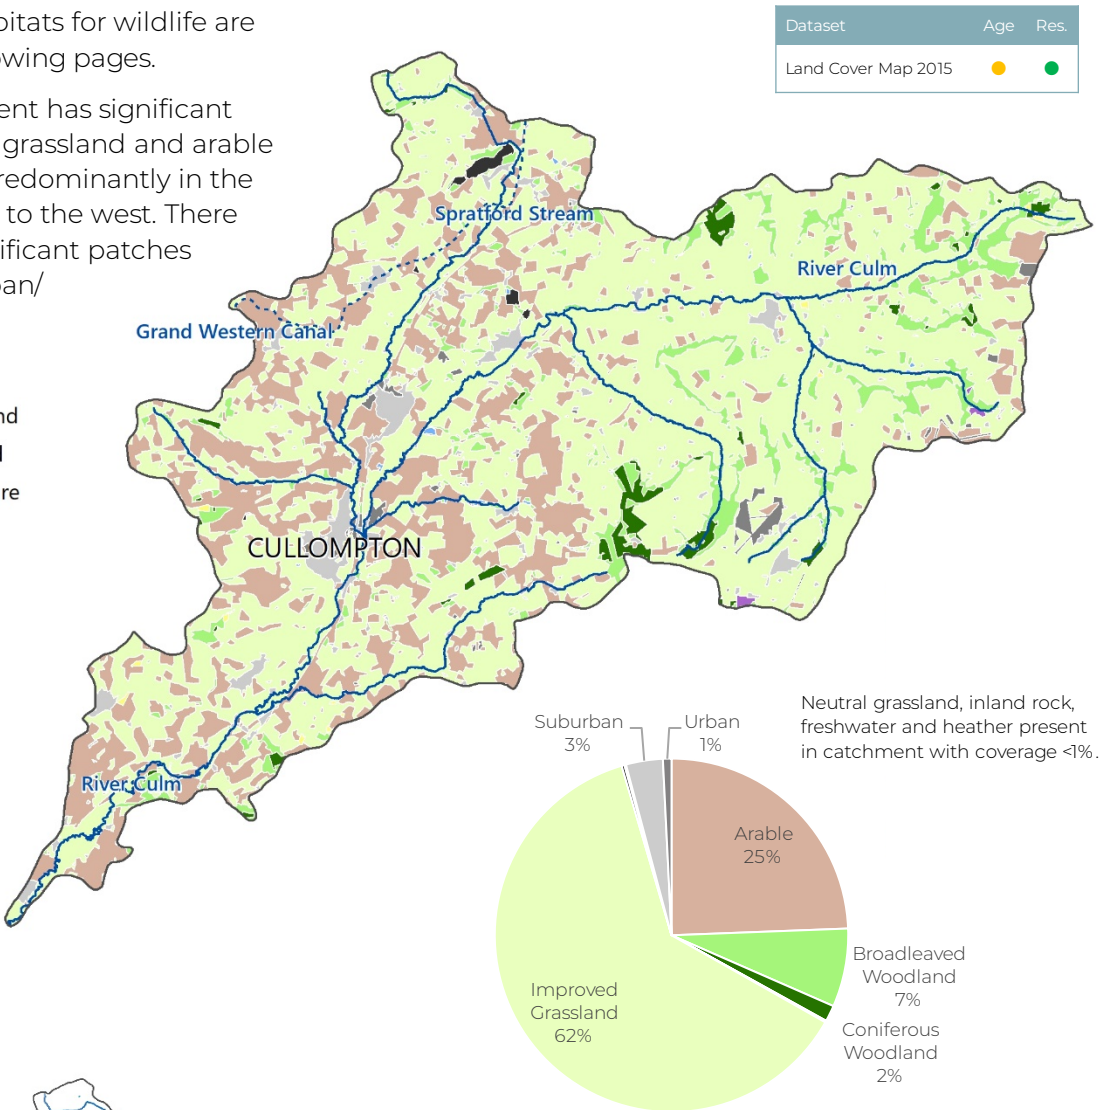 bitats for wildlife are
owing pages.
ent has significant
grassland and arable
redominantly in the
to the west. There
ificant patches
ban/
nd
re
Dataset Age Res.
Land Cover Map 2015
Spratford Stream
River Culm
Grand Western Canal
CULLOMPTON
River Culm
Neutral grassland, inland rock,
freshwater and heather present
in catchment with coverage <1%.
Suburban
3%
Urban
1%
Arable
25%
Broadleaved
Woodland
7%
Coniferous
Woodland
2%
Improved
Grassland
62%